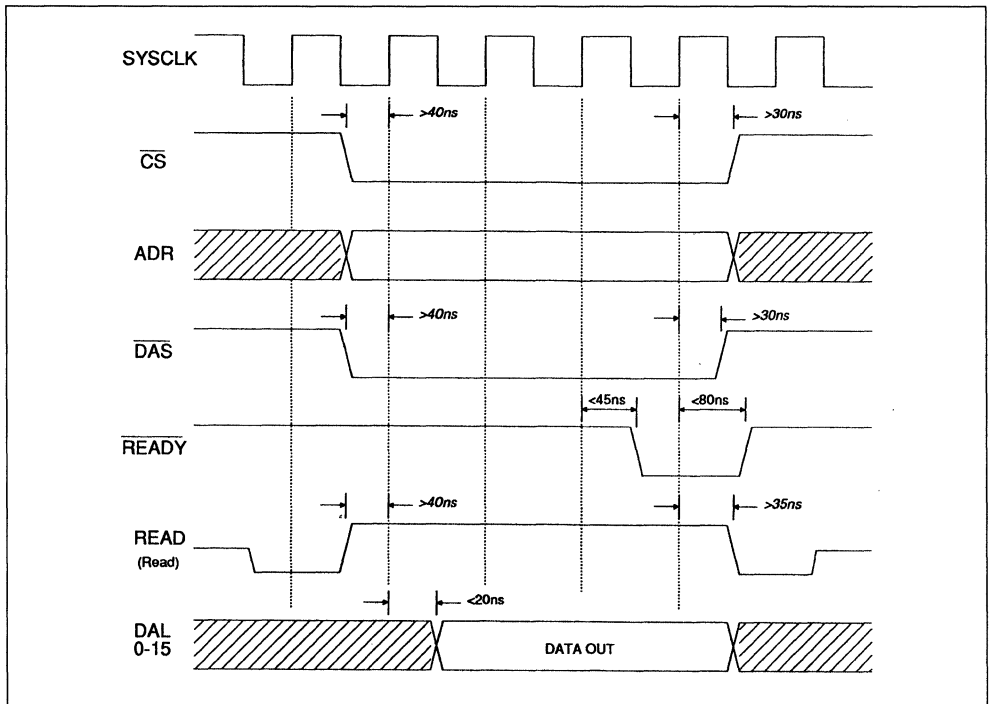 SYSCLK
>40ns >30ns
CS
ADR
>40ns >30ns
DAS
<45ns <80ns
READY
>40ns >35ns
READ
(Read)
<20ns
DAL
0-15
DATA OUT